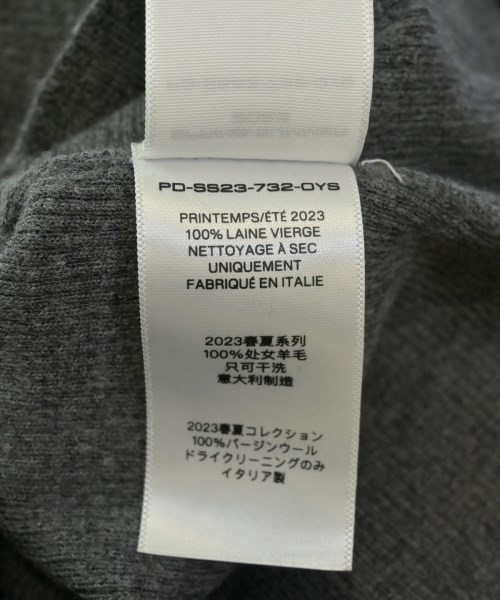 PD-SS23-732-OYS
PRINTEMPS/ÉTÉ 2023
100% LAINE VIERGE
NETTOYAGE À SEC
UNIQUEMENT
FABRIQUÉ EN ITALIE
2023春夏系列
100%处女羊毛
只可干洗
意大利制造
2023春夏コレクション
100%バージンウール
ドライクリーニングのみ
イタリア製